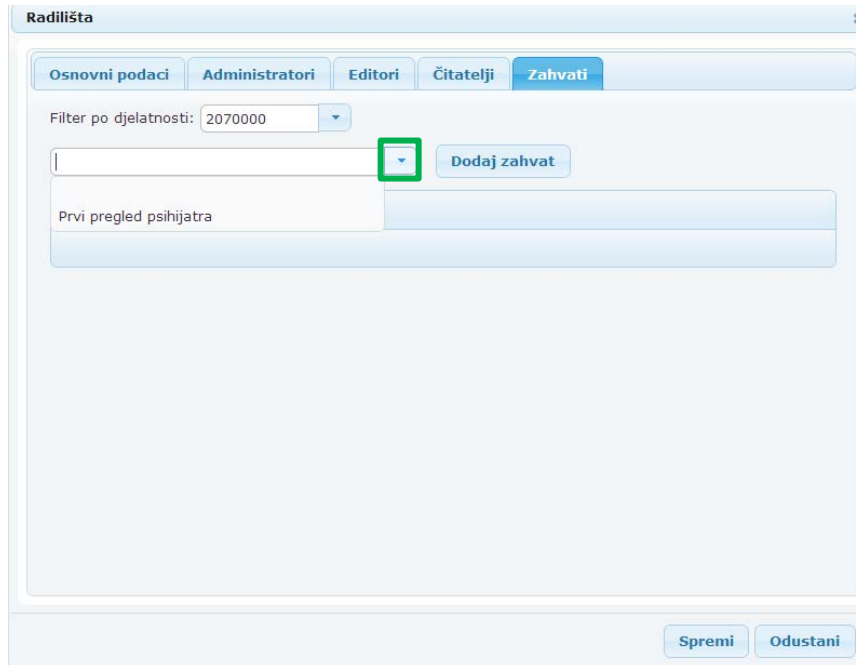 Radilišta
Osnovni podaci Administratori Editori Čitatelji Zahvati
Filter po djelatnosti: 2070000
Dodaj zahvat
Prvi pregled psihijatra
Spremi Odustani